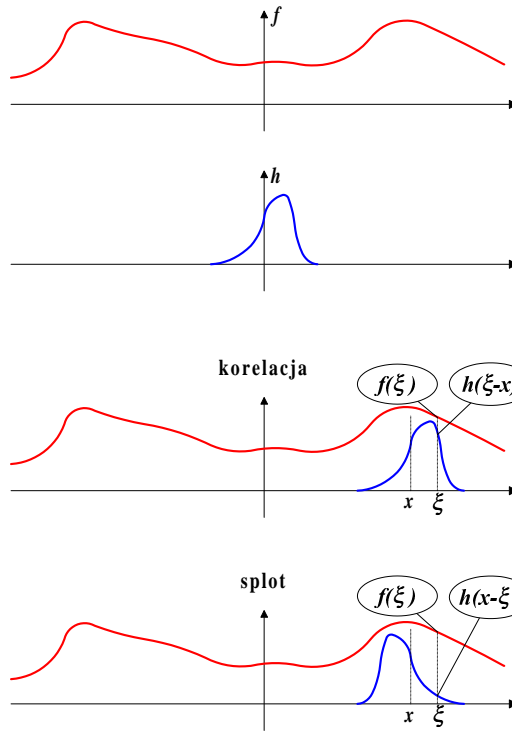 f
h
korelacja
f(ξ) h(ξ-x)
x ξ
splot
f(ξ) h(x-ξ
x ξ